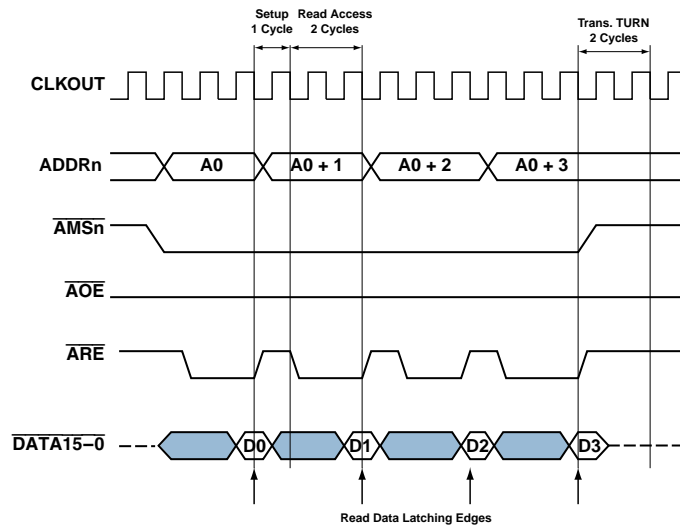 Setup
1 Cycle
Read Access
2 Cycles
Trans. TURN
2 Cycles
CLKOUT
ADDRn
A0
A0 + 1
A0 + 2
A0 + 3
AMSn
AOE
ARE
DATA15–0
D0
D1
D2
D3
Read Data Latching Edges